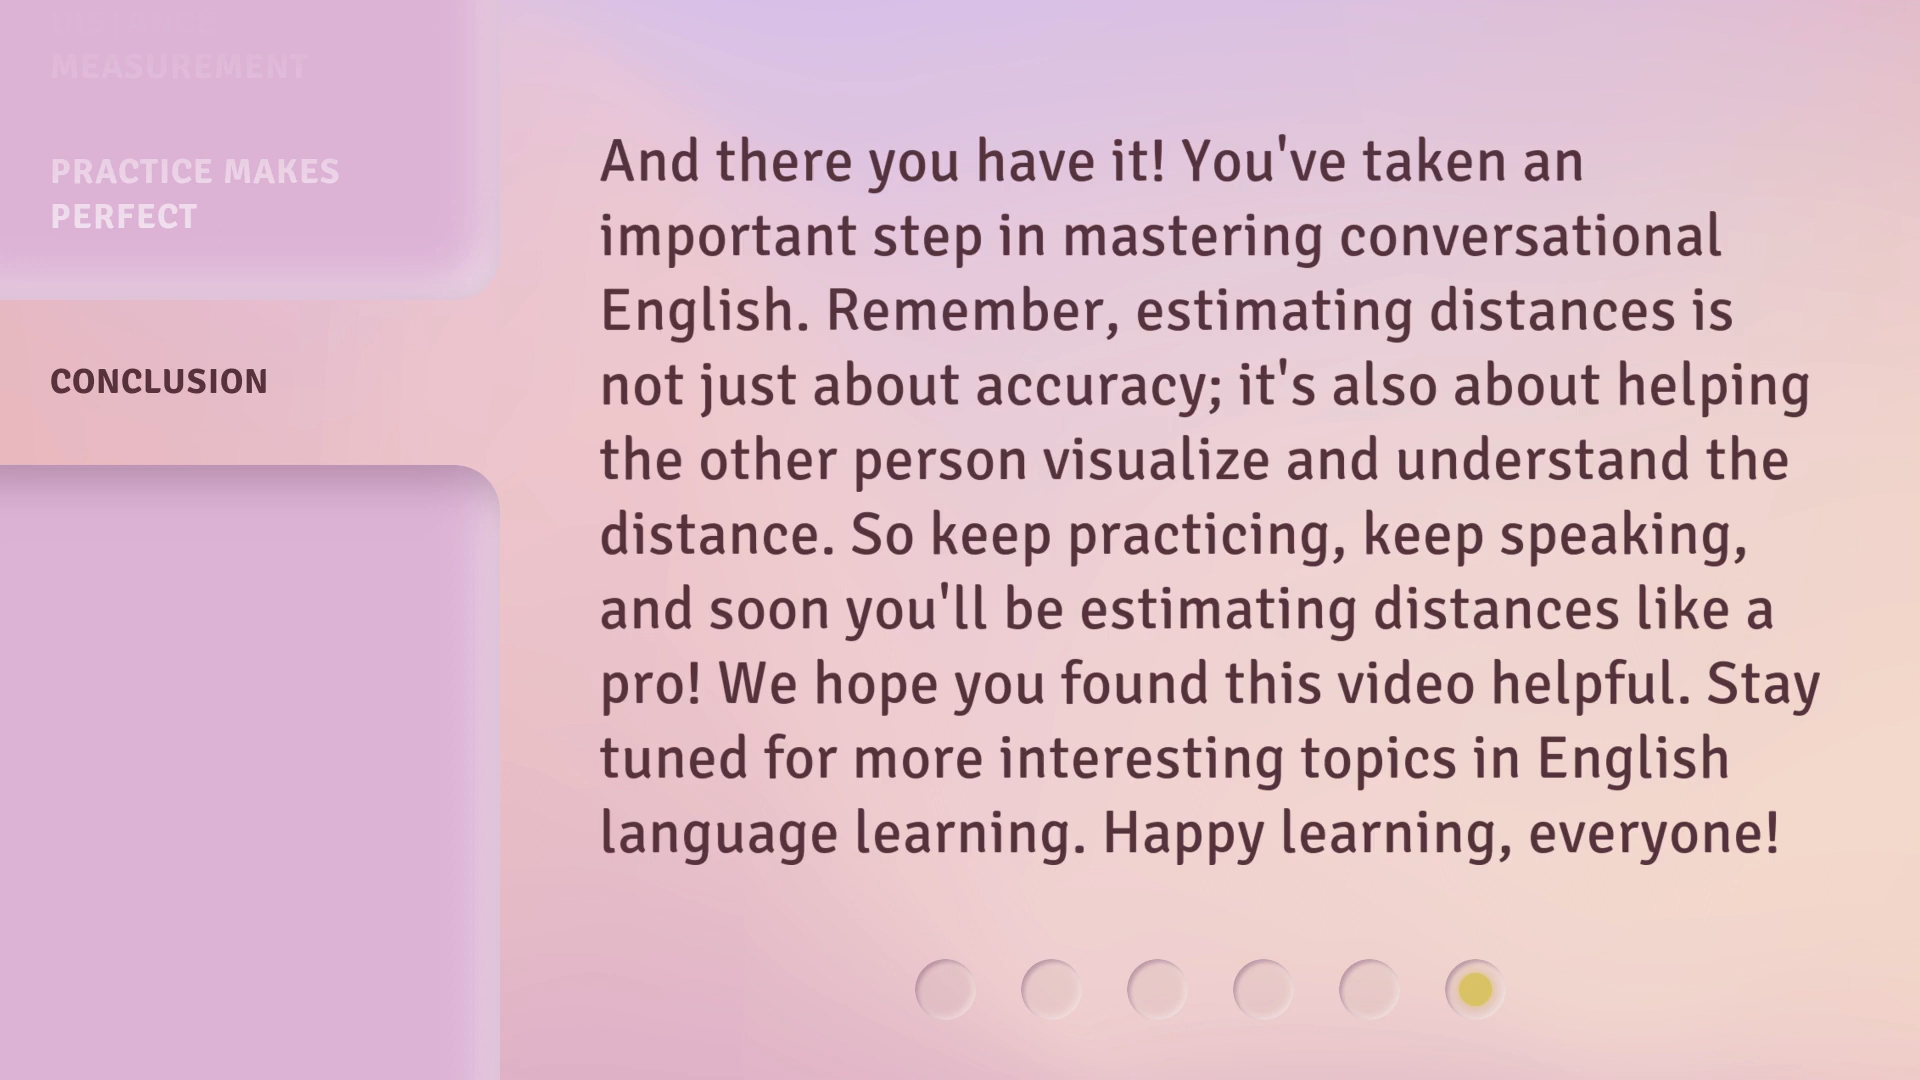 DISTANCE
MEASUREMENT
PRACTICE MAKES
PERFECT
CONCLUSION
And there you have it! You've taken an
important step in mastering conversational
English. Remember, estimating distances is
not just about accuracy; it's also about helping
the other person visualize and understand the
distance. So keep practicing, keep speaking,
and soon you'll be estimating distances like a
pro! We hope you found this video helpful. Stay
tuned for more interesting topics in English
language learning. Happy learning, everyone!